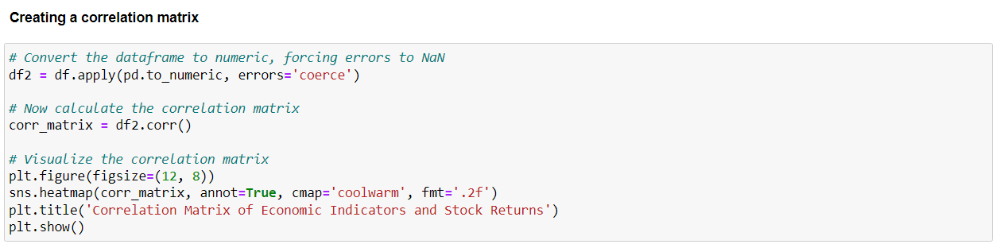 Creating a correlation matrix
# Convert the dataframe to numeric, forcing errors to NaN
df2 = df.apply(pd.to_numeric, errors='coerce')
# Now calculate the correlation matrix
corr_matrix = df2.corr()
# Visualize the correlation matrix
plt.figure(figsize=(12, 8))
sns.heatmap(corr_matrix, annot=True, cmap='coolwarm', fmt='.2f')
plt.title('Correlation Matrix of Economic Indicators and Stock Returns')
plt.show()